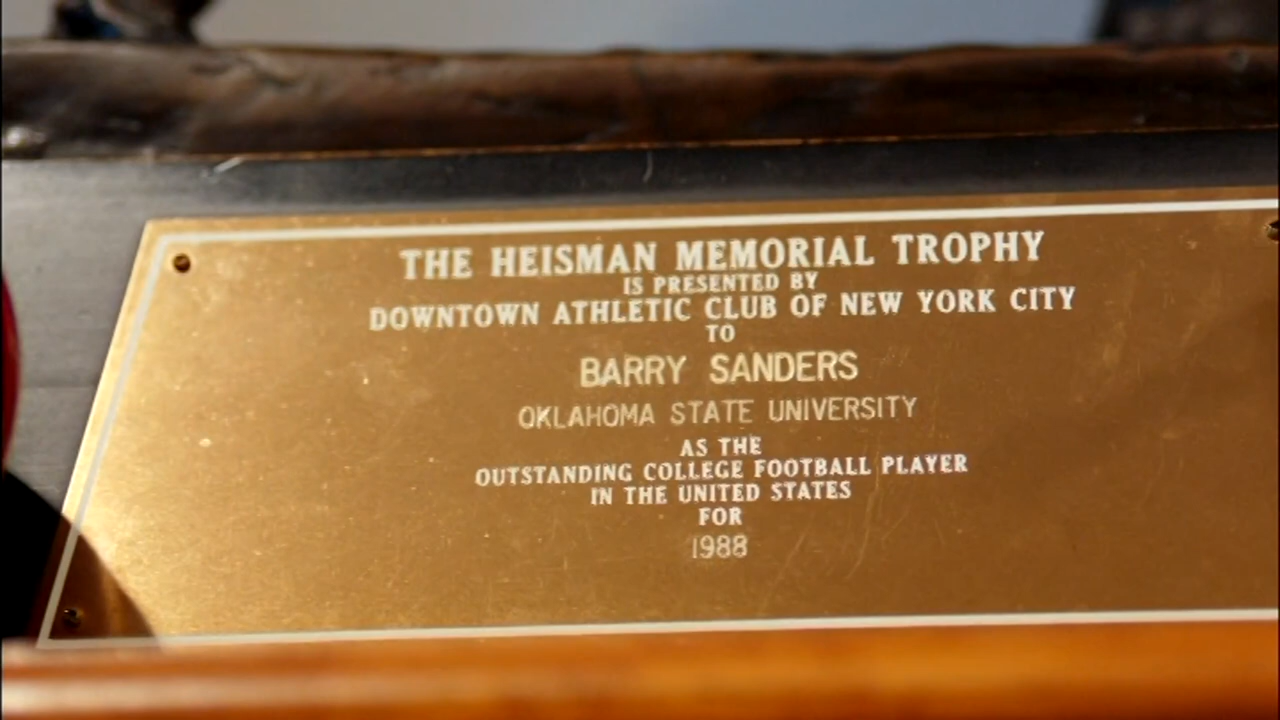 THE HEISMAN MEMORIAL TROPHY
IS PRESENTED BY
DOWNTOWN ATHLETIC CLUB OF NEW YORK CITY
TO
BARRY SANDERS
OKLAHOMA STATE UNIVERSITY
AS THE
OUTSTANDING COLLEGE FOOTBALL PLAYER
IN THE UNITED STATES
FOR
1988